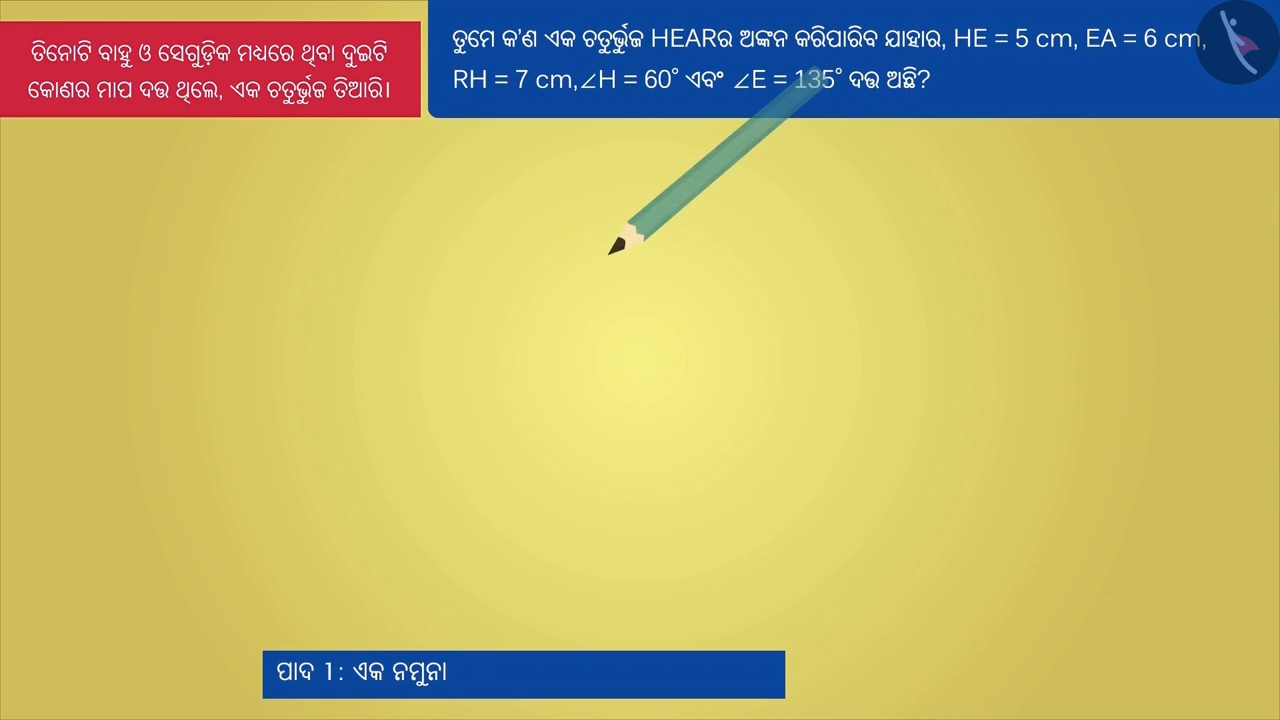 ତିନୋଟି ବାହୁ ଓ ସେଗୁଡ଼ିକ ମଧ୍ୟରେ ଥିବା ଦୁଇଟି
କୋଣର ମାପ ଦତ୍ତ ଥିଲେ, ଏକ ଚତୁର୍ଭୁଜ ତିଆରି।
ତୁମେ କ'ଣ ଏକ ଚତୁର୍ଭୁଜ HEARର ଅଙ୍କନ କରିପାରିବ ଯାହାର, HE = 5 cm, EA = 6 cm,
RH = 7 cm,∠H = 60° ଏବଂ ∠E = 135° ଦତ୍ତ ଅଛି?
ପାଦ 1: ଏକ ନମୁନା